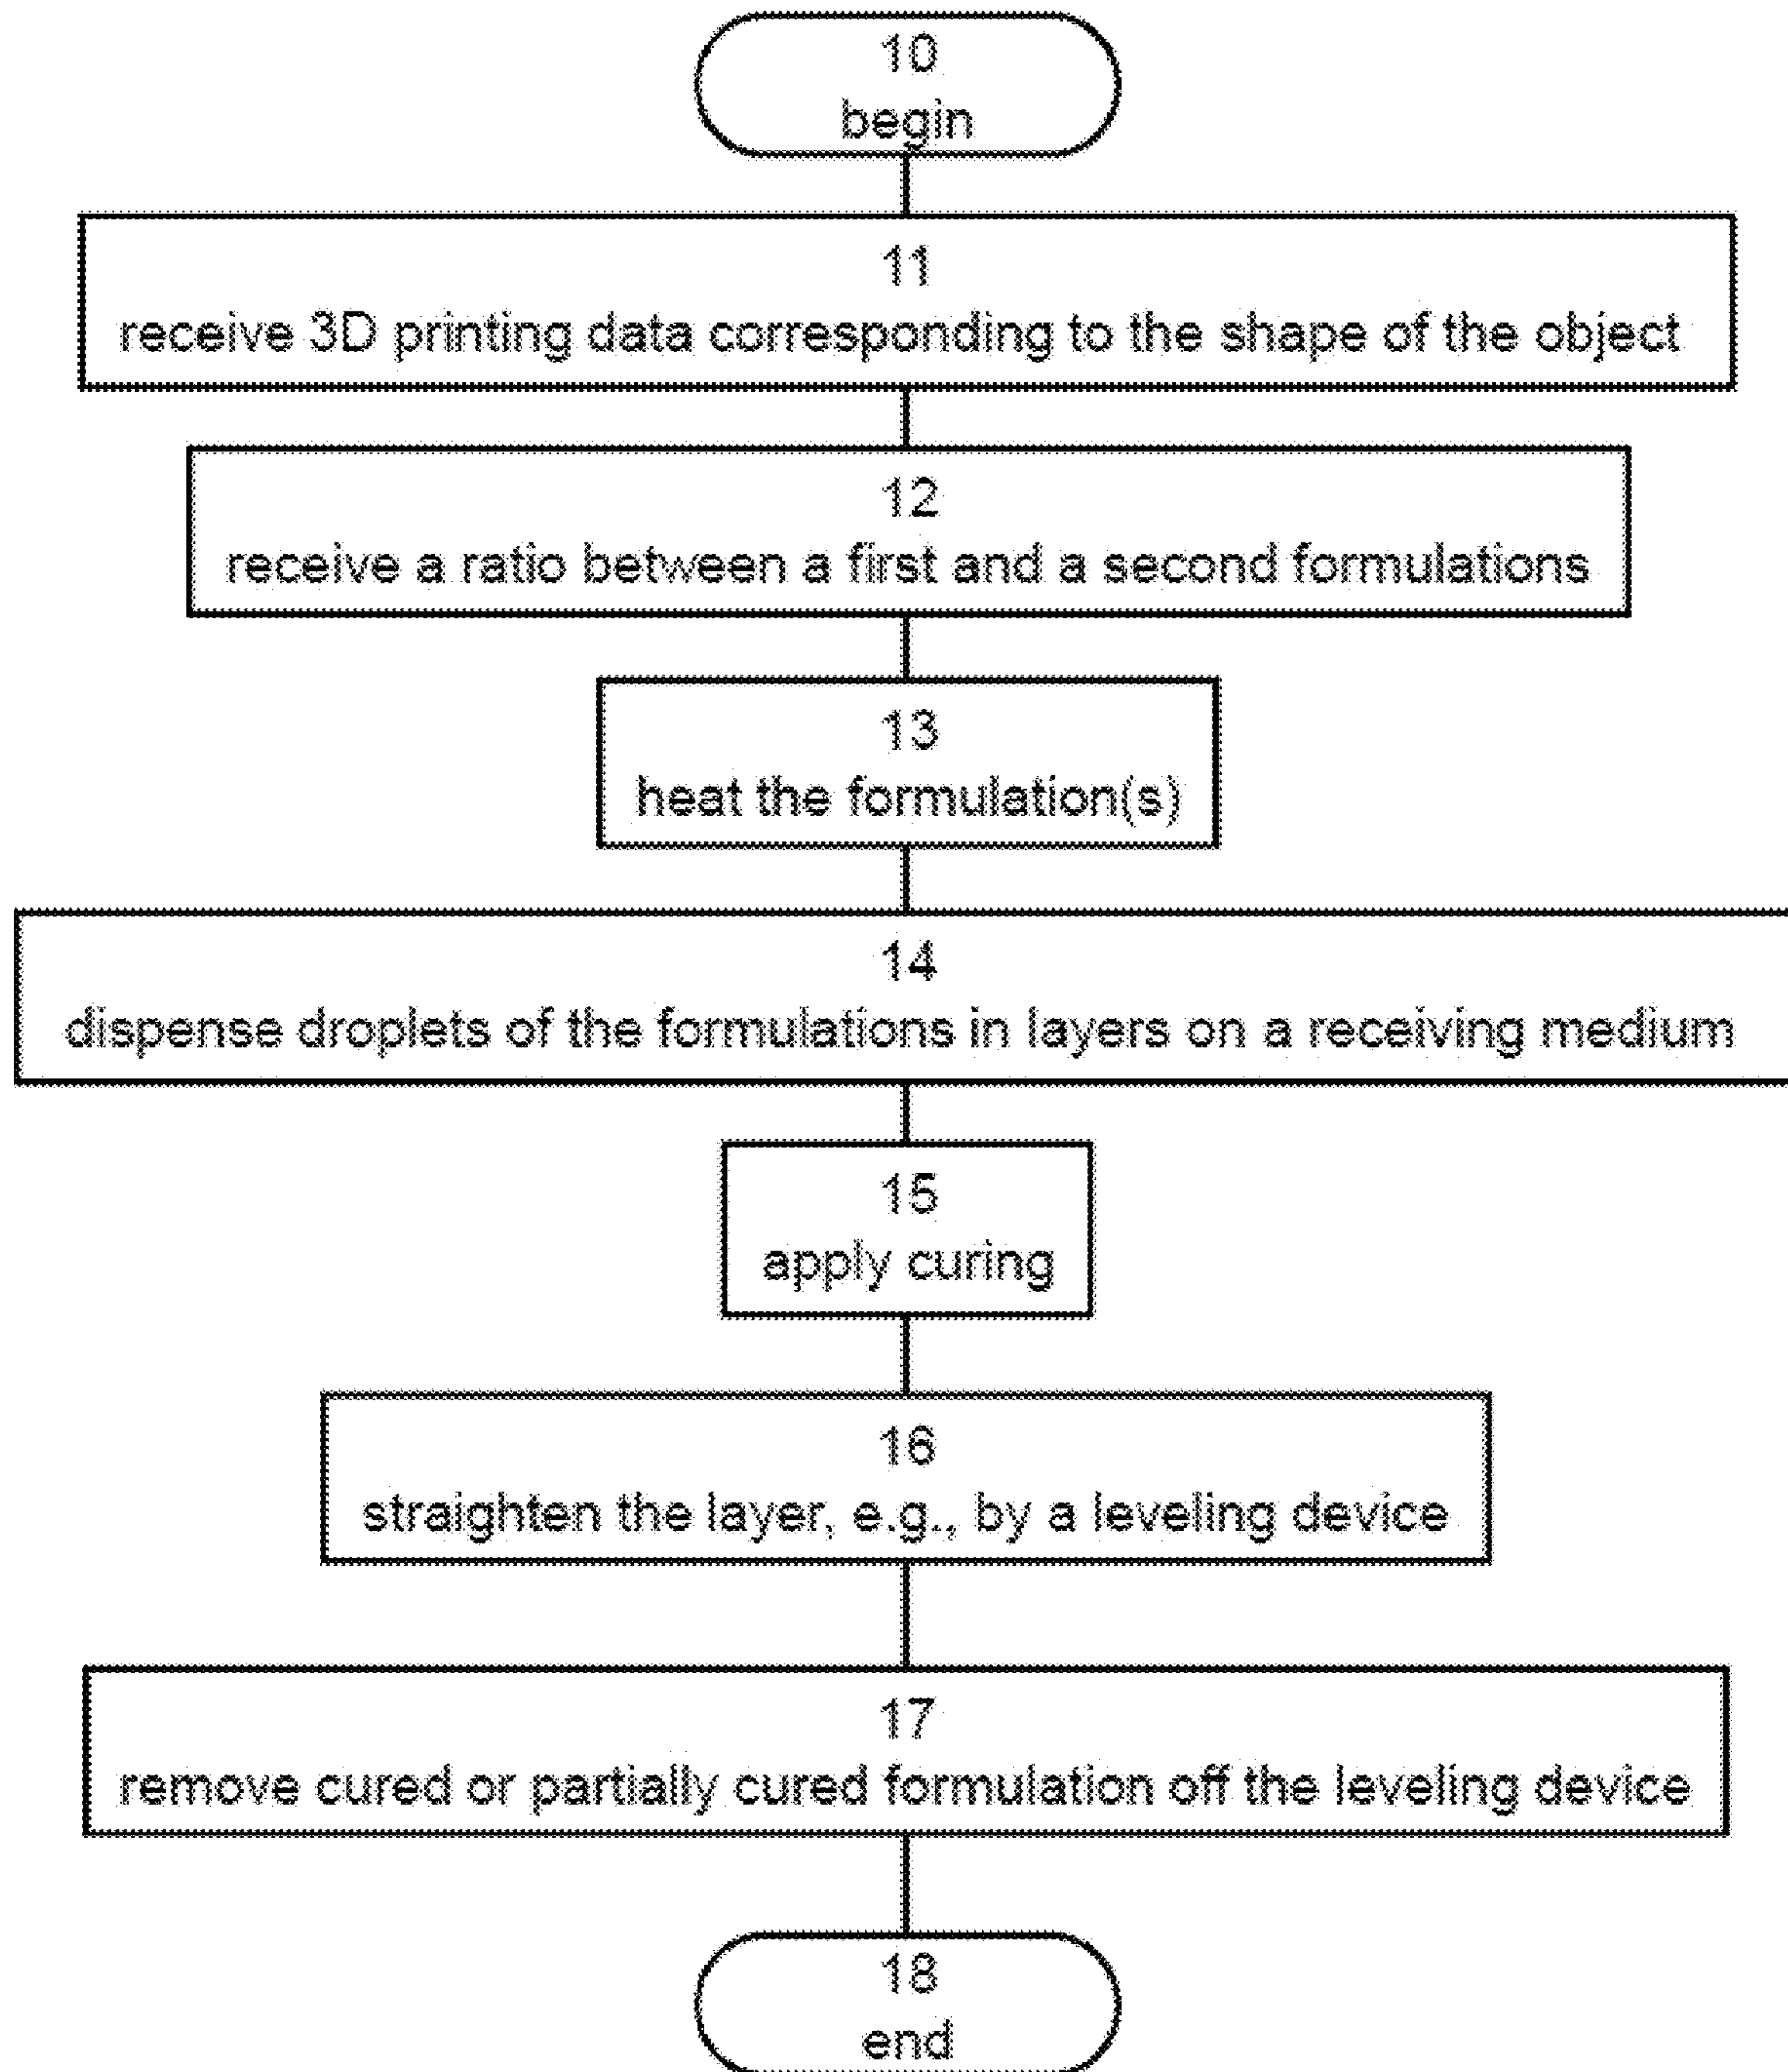 10
begin
11
receive 3D printing data corresponding to the shape of the object
12
receive a ratio between a first and a second formulations
13
heat the formulation(s)
14
dispense droplets of the formulations in layers on a receiving medium
15
apply curing
16
straighten the layer, e.g., by a leveling device
17
remove cured or partially cured formulation off the leveling device
18
end